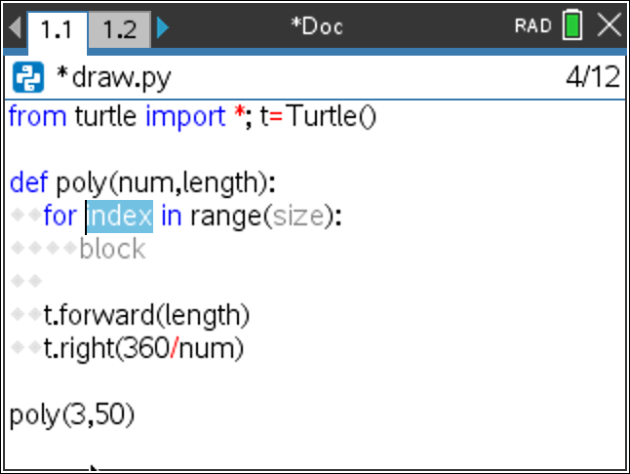 1.1 1.2 *Doc RAD
*draw.py 4/12
from turtle import *; t=Turtle()
def poly(num,length):
for index in range(size):
block
t.forward(length)
t.right(360/num)
poly(3,50)